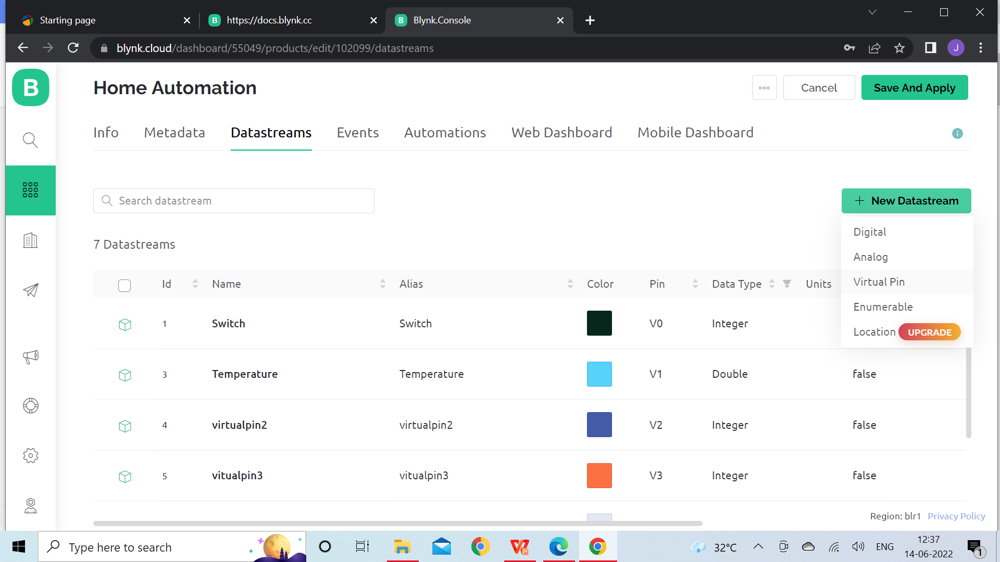 Starting page
https://docs.blynk.cc
B Blynk.Console
blynk.cloud/dashboard/55049/products/edit/102099/datastreams
J
B
Home Automation
Cancel
Save And Apply
Info Metadata Datastreams Events Automations Web Dashboard Mobile Dashboard
Search datastream
+ New Datastream
Digital
Analog
Virtual Pin
Enumerable
Location UPGRADE
7 Datastreams
Id Name Alias Color Pin Data Type Units
1 Switch Switch V0 Integer
3 Temperature Temperature V1 Double false
4 virtualpin2 virtualpin2 V2 Integer false
5 vitualpin3 vitualpin3 V3 Integer false
Region: blr1 Privacy Policy
Type here to search
32°C
ENG
12:37
14-06-2022
1